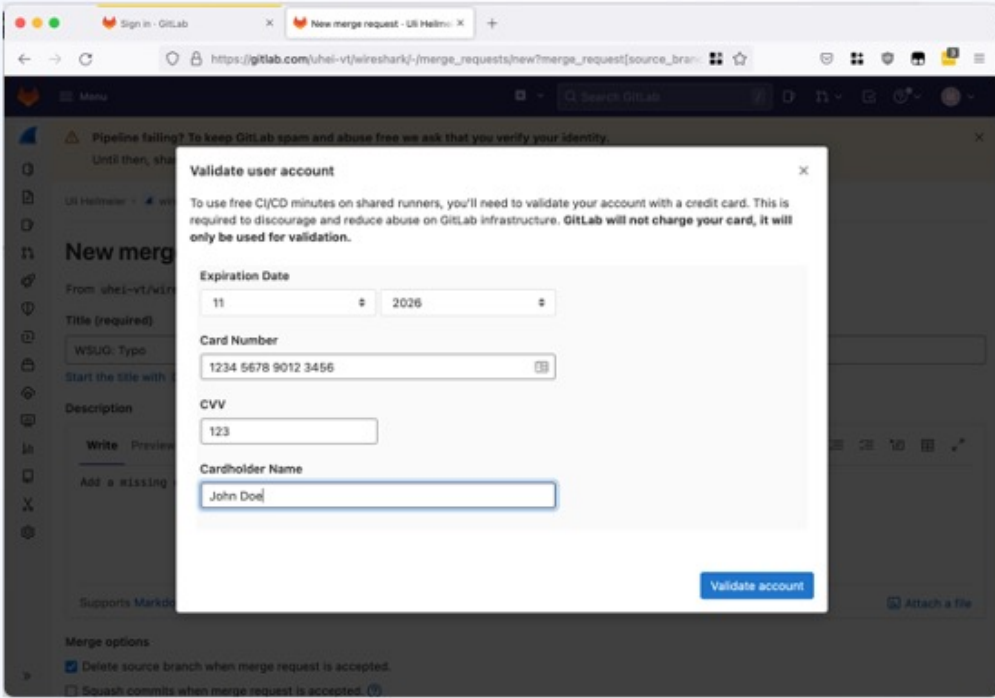 Sign in · GitLab
New merge request · Uli Heilme
https://gitlab.com/uhei-vt/wireshark/-/merge_requests/new?merge_request[source_bran
3
Menu
Search GitLab
Pipeline failing? To keep GitLab spam and abuse free we ask that you verify your identity.
Until then, sha
Validate user account
To use free CI/CD minutes on shared runners, you'll need to validate your account with a credit card. This is
required to discourage and reduce abuse on GitLab infrastructure. GitLab will not charge your card, it will
only be used for validation.
Uli Heilmeier
New merg
From uhei-vt/wir
Title (required)
WSUG: Typo
Start the title with
Description
Write Preview
Add a missing
Expiration Date
11 2026
Card Number
1234 5678 9012 3456
CVV
123
Cardholder Name
John Doe
Validate account
Supports Markdo
Attach a file
Merge options
Delete source branch when merge request is accepted.
Squash commits when merge request is accepted.